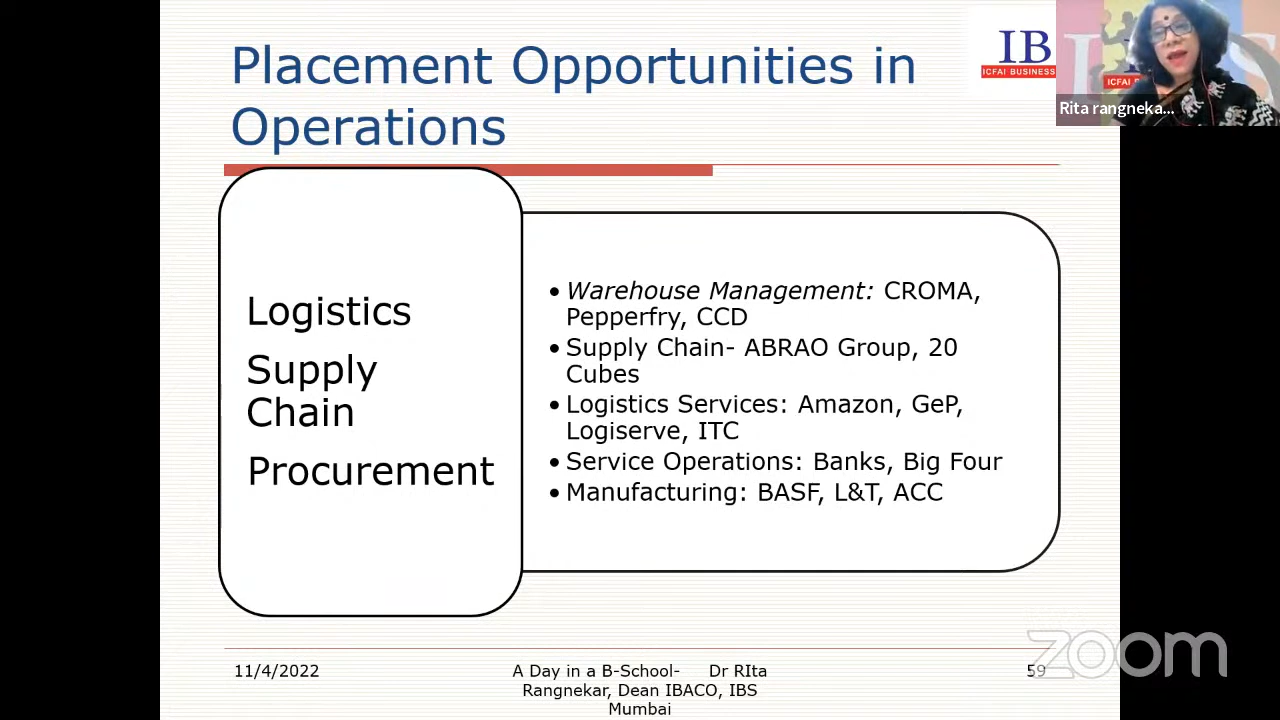 Placement Opportunities in
Operations
IB
ICFAI BUSINESS
S
ICFAI B
Rita rangneka...
Logistics
Supply
Chain
Procurement
• Warehouse Management: CROMA,
Pepperfry, CCD
• Supply Chain- ABRAO Group, 20
Cubes
• Logistics Services: Amazon, GeP,
Logiserve, ITC
• Service Operations: Banks, Big Four
• Manufacturing: BASF, L&T, ACC
11/4/2022
A Day in a B-School- Dr RIta
Rangnekar, Dean IBACO, IBS
Mumbai
59
zoom